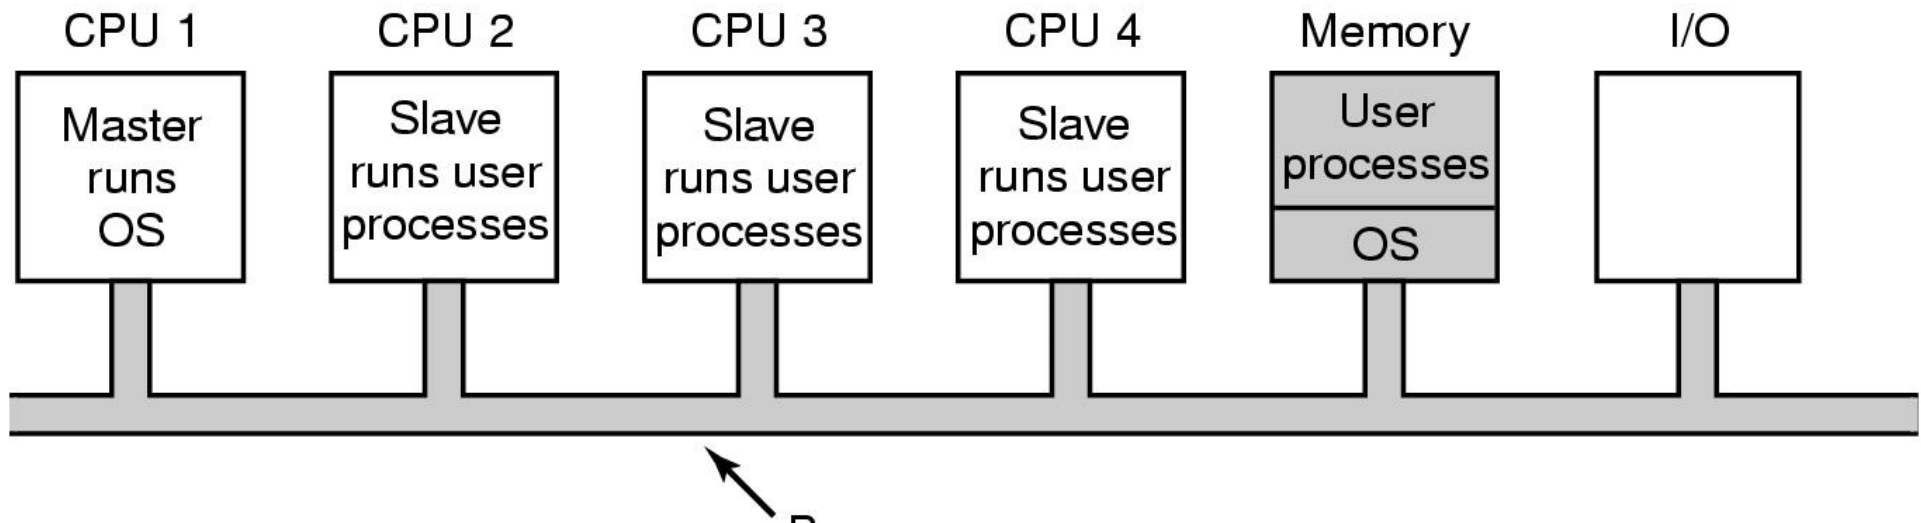 CPU 1
CPU 2
CPU 3
CPU 4
Memory
I/O
Master
runs
OS
Slave
runs user
processes
Slave
runs user
processes
Slave
runs user
processes
User
processes
OS